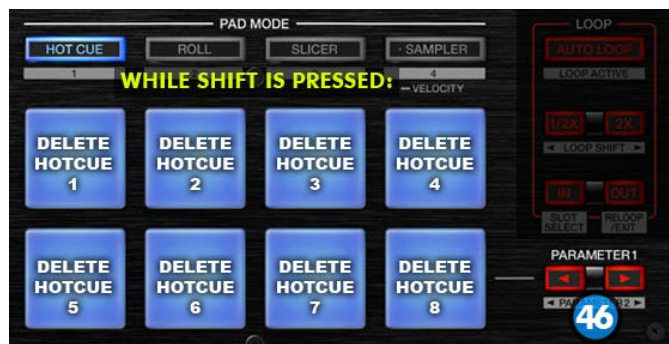 PAD MODE
LOOP
HOT CUE
ROLL
SLICER
· SAMPLER
AUTO LOOP
1
4
LOOP ACTIVE
WHILE SHIFT IS PRESSED:
– VELOCITY
DELETE
HOTCUE
1
DELETE
HOTCUE
2
DELETE
HOTCUE
3
DELETE
HOTCUE
4
1/2X
2X
◄ LOOP SHIFT ►
IN
OUT
SLOT
SELECT
RELOOP
/EXIT
DELETE
HOTCUE
5
DELETE
HOTCUE
6
DELETE
HOTCUE
7
DELETE
HOTCUE
8
PARAMETER1
◄ ►
46